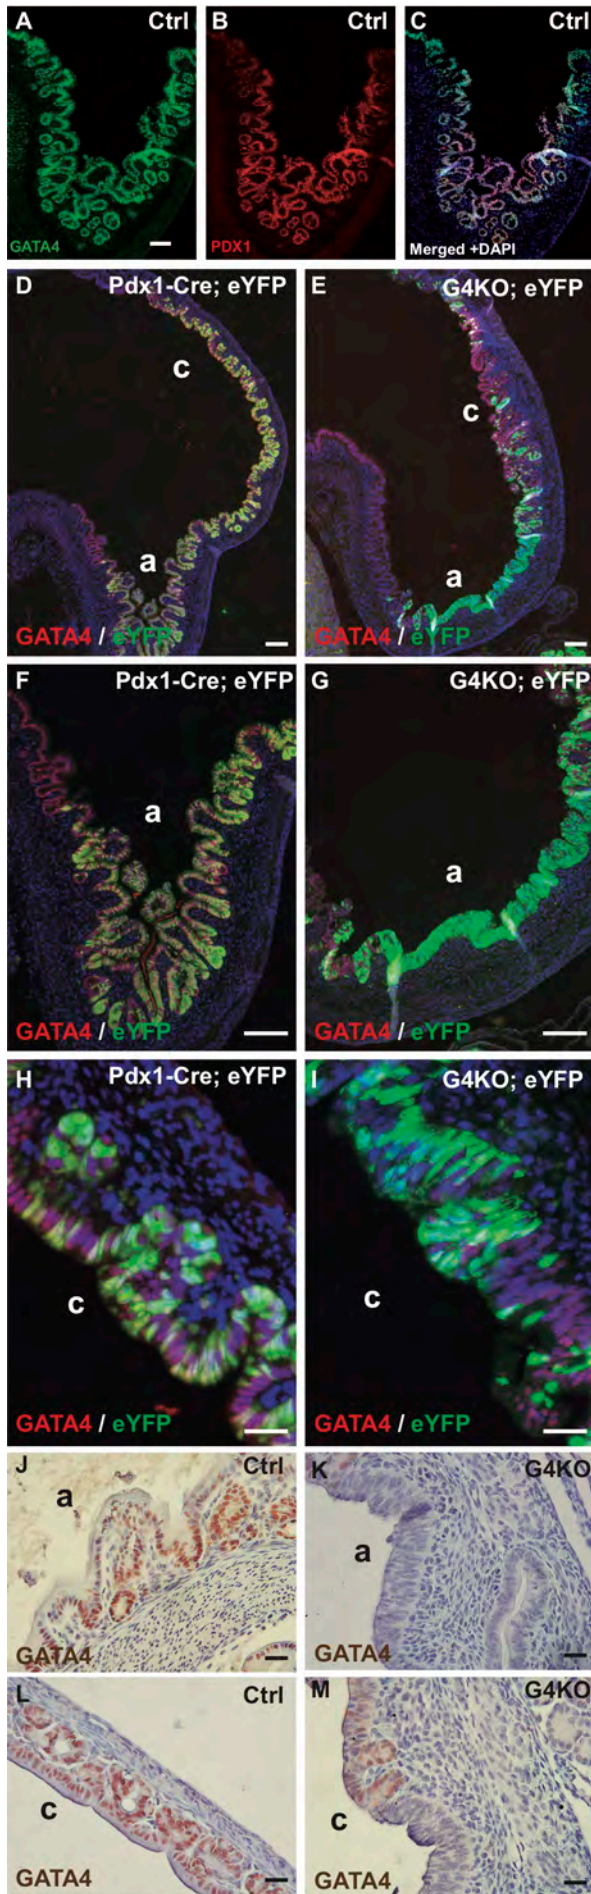 A Ctrl B Ctrl C Ctrl
GATA4 PDX1 Merged +DAPI
D Pdx1-Cre; eYFP E G4KO; eYFP
c c
a a
GATA4 / eYFP GATA4 / eYFP
F Pdx1-Cre; eYFP G G4KO; eYFP
a a
GATA4 / eYFP GATA4 / eYFP
H Pdx1-Cre; eYFP I G4KO; eYFP
c c
GATA4 / eYFP GATA4 / eYFP
J Ctrl K G4KO
a a
GATA4 GATA4
L Ctrl M G4KO
c c
GATA4 GATA4